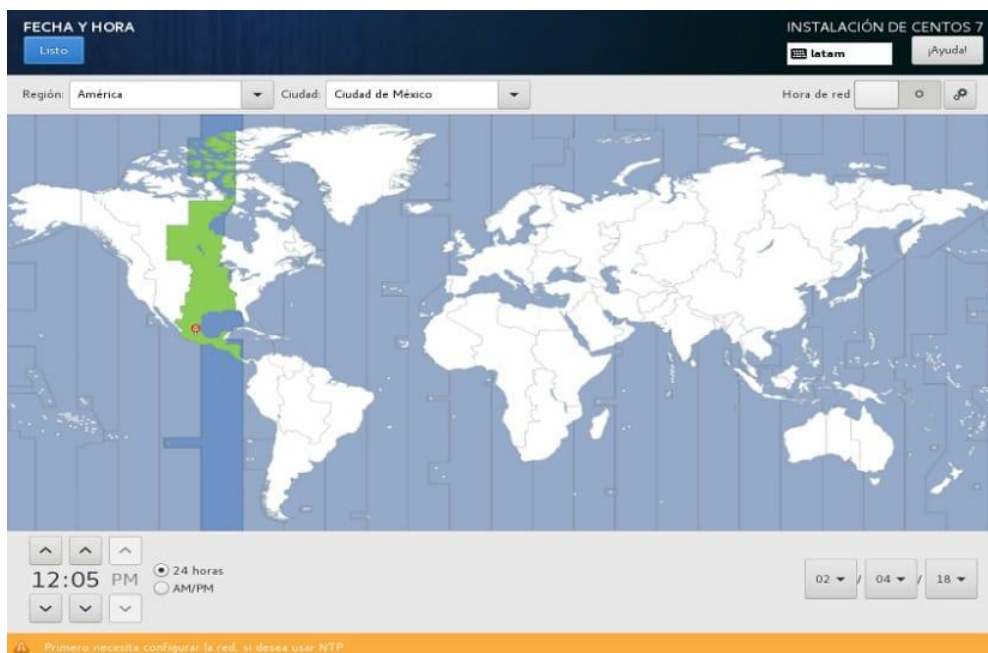 FECHA Y HORA
INSTALACIÓN DE CENTOS 7
Listo
latam
¡Ayuda!
Región: América
Ciudad: Ciudad de México
Hora de red
O
12:05 PM
24 horas
AM/PM
02 / 04 / 18
Primero necesita configurar la red, si desea usar NTP